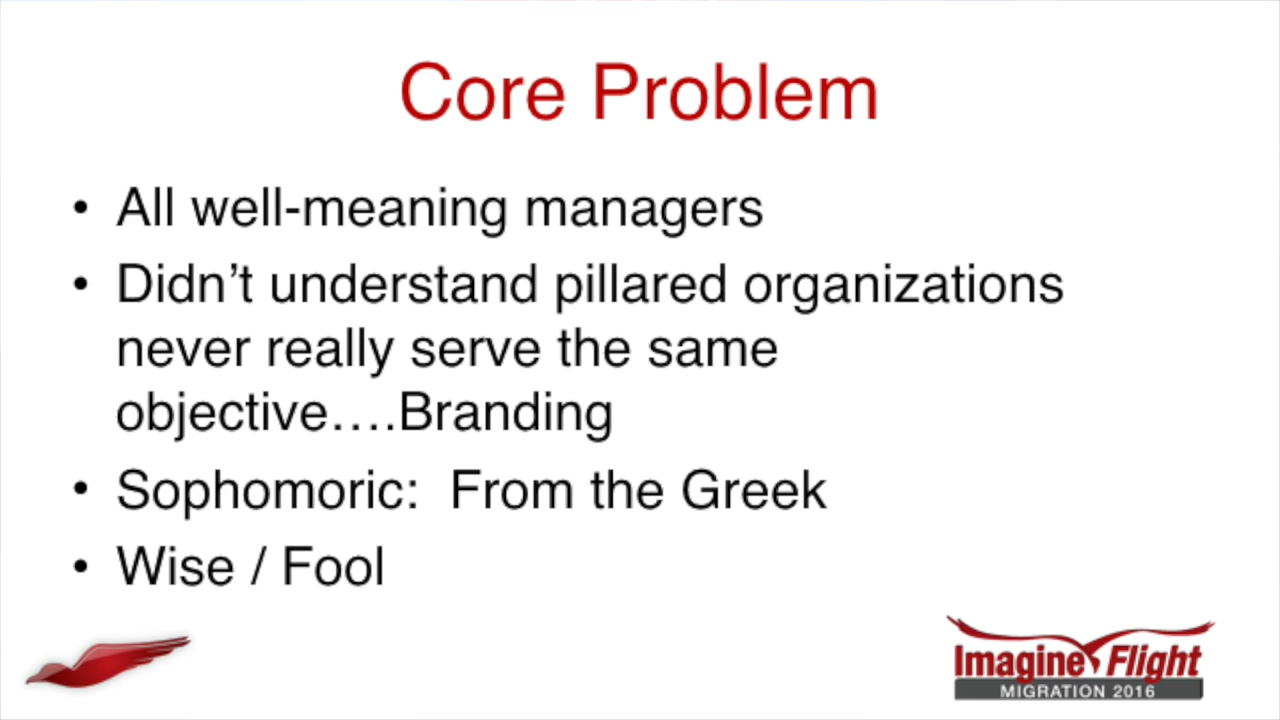 Core Problem
• All well-meaning managers
• Didn’t understand pillared organizations
never really serve the same
objective….Branding
• Sophomoric:  From the Greek
• Wise / Fool
Imagine Flight
MIGRATION 2016